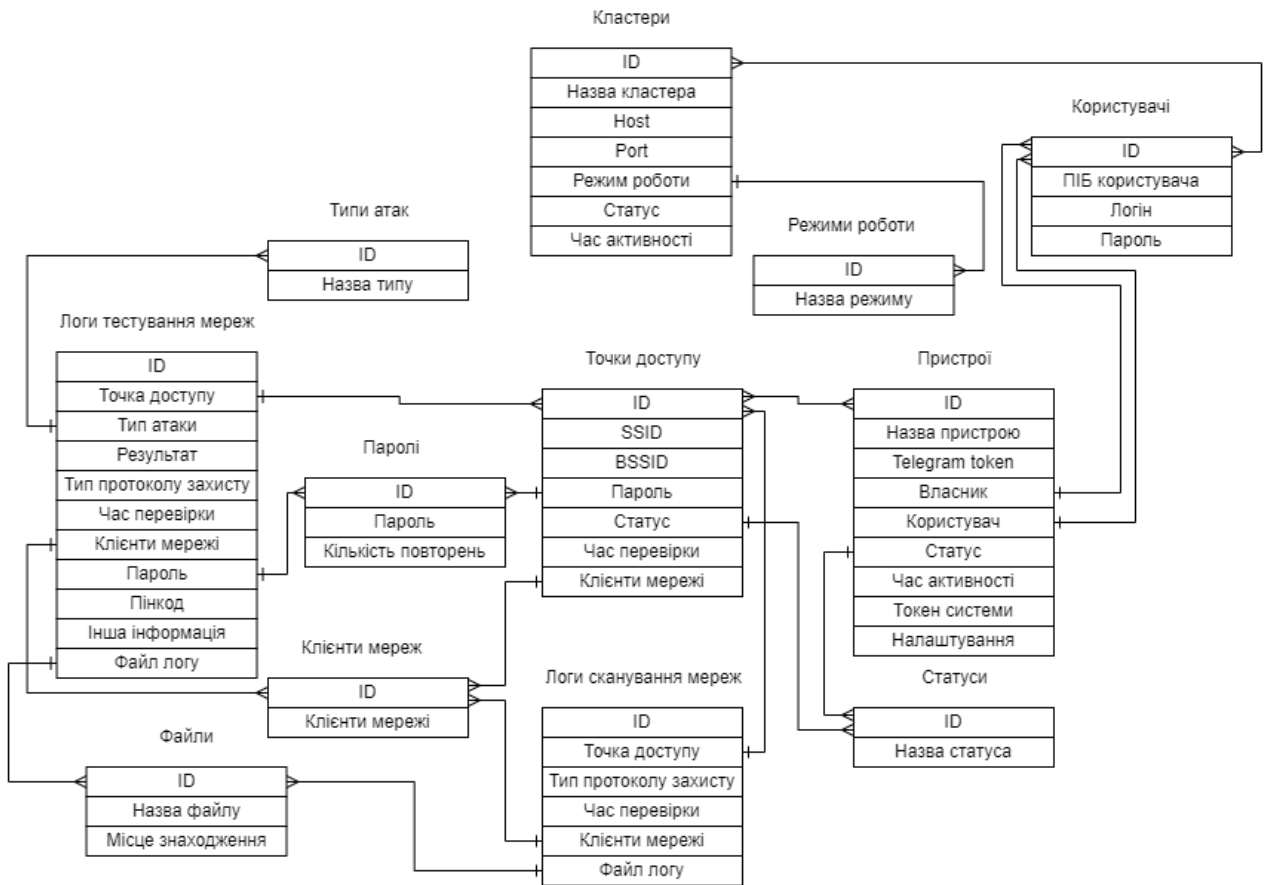 Кластери
ID
Назва кластера
Host
Port
Режим роботи
Статус
Час активності
Користувачі
ID
ПІБ користувача
Логін
Пароль
Типи атак
ID
Назва типу
Режими роботи
ID
Назва режиму
Логи тестування мереж
ID
Точка доступу
Тип атаки
Результат
Тип протоколу захисту
Час перевірки
Клієнти мережі
Пароль
Пінкод
Інша інформація
Файл логу
Паролі
ID
Пароль
Кількість повторень
Точки доступу
ID
SSID
BSSID
Пароль
Статус
Час перевірки
Клієнти мережі
Пристрої
ID
Назва пристрою
Telegram token
Власник
Користувач
Статус
Час активності
Токен системи
Налаштування
Клієнти мереж
ID
Клієнти мережі
Логи сканування мереж
ID
Точка доступу
Тип протоколу захисту
Час перевірки
Клієнти мережі
Файл логу
Статуси
ID
Назва статуса
Файли
ID
Назва файлу
Місце знаходження